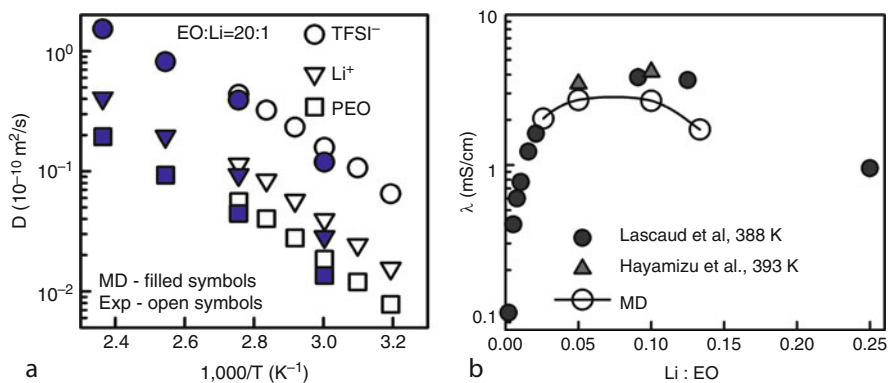 EO:Li=20:1
TFSI⁻
Li⁺
PEO
10⁰
10⁻¹
10⁻²
D (10⁻¹⁰ m²/s)
MD - filled symbols
Exp - open symbols
2.4 2.6 2.8 3.0 3.2
1,000/T (K⁻¹)
a
10
1
0.1
λ (mS/cm)
Lascaud et al, 388 K
Hayamizu et al., 393 K
MD
0.00 0.05 0.10 0.15 0.20 0.25
Li : EO
b